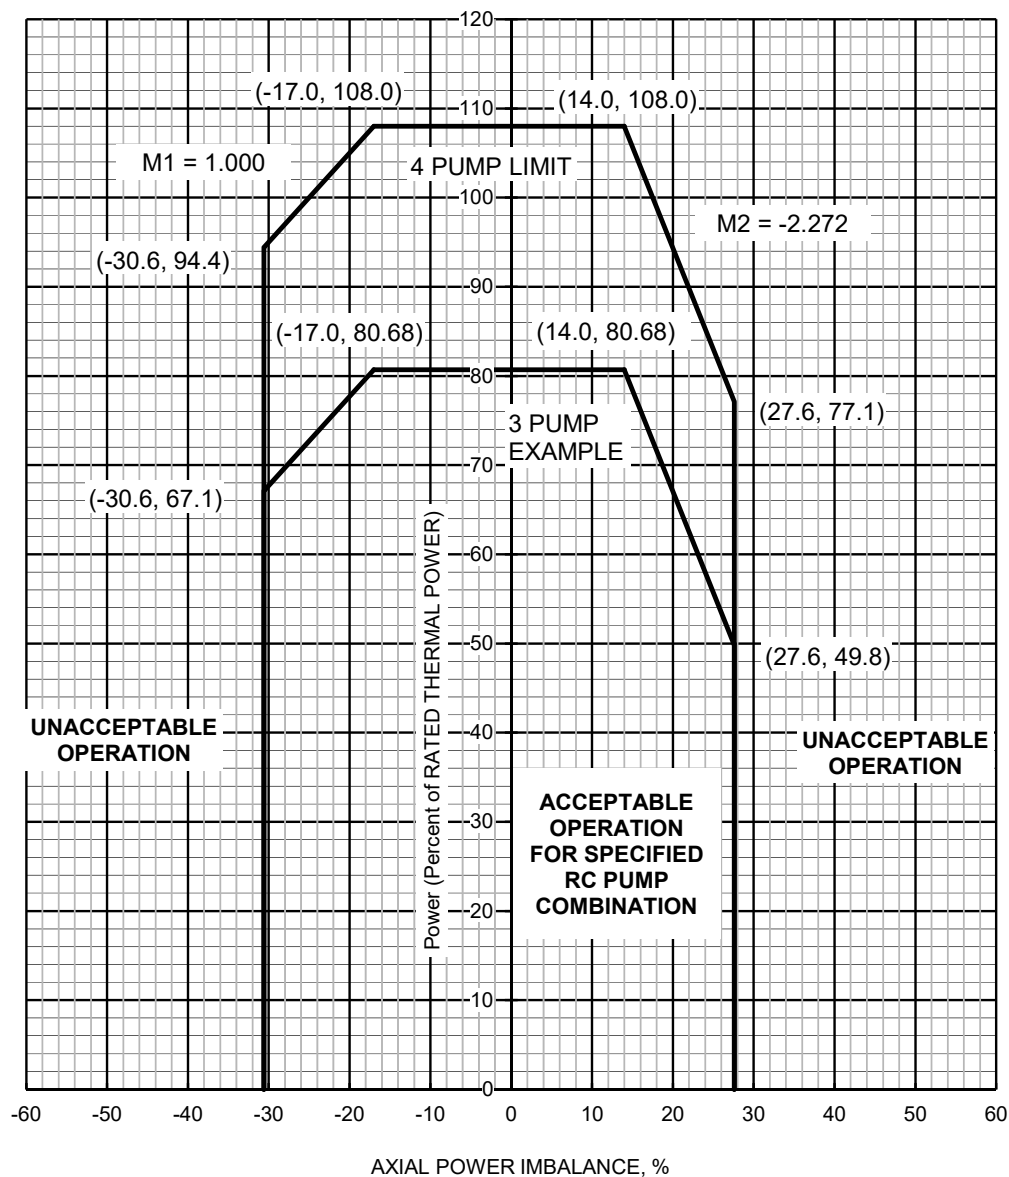 120
(-17.0, 108.0)
(14.0, 108.0)
110
M1 = 1.000
4 PUMP LIMIT
100
M2 = -2.272
(-30.6, 94.4)
90
(-17.0, 80.68)
(14.0, 80.68)
80
(27.6, 77.1)
3 PUMP
EXAMPLE
70
(-30.6, 67.1)
Power (Percent of RATED THERMAL POWER)
60
50
(27.6, 49.8)
UNACCEPTABLE
OPERATION
40
UNACCEPTABLE
OPERATION
ACCEPTABLE
OPERATION
FOR SPECIFIED
RC PUMP
COMBINATION
30
20
10
0
-60 -50 -40 -30 -20 -10 0 10 20 30 40 50 60
AXIAL POWER IMBALANCE, %